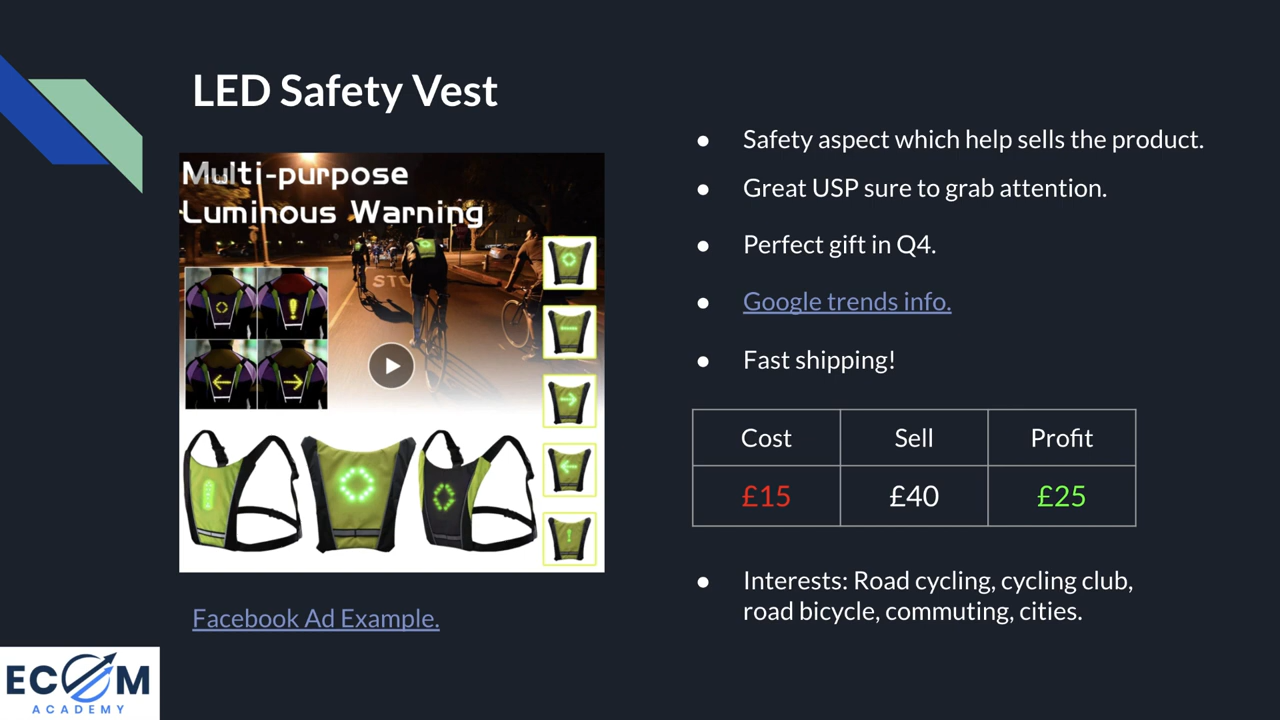 LED Safety Vest
Multi-purpose
Luminous Warning
STO
Facebook Ad Example.
ECOM
ACADEMY
● Safety aspect which help sells the product.
● Great USP sure to grab attention.
● Perfect gift in Q4.
● Google trends info.
● Fast shipping!
Cost Sell Profit
£15 £40 £25
● Interests: Road cycling, cycling club,
road bicycle, commuting, cities.